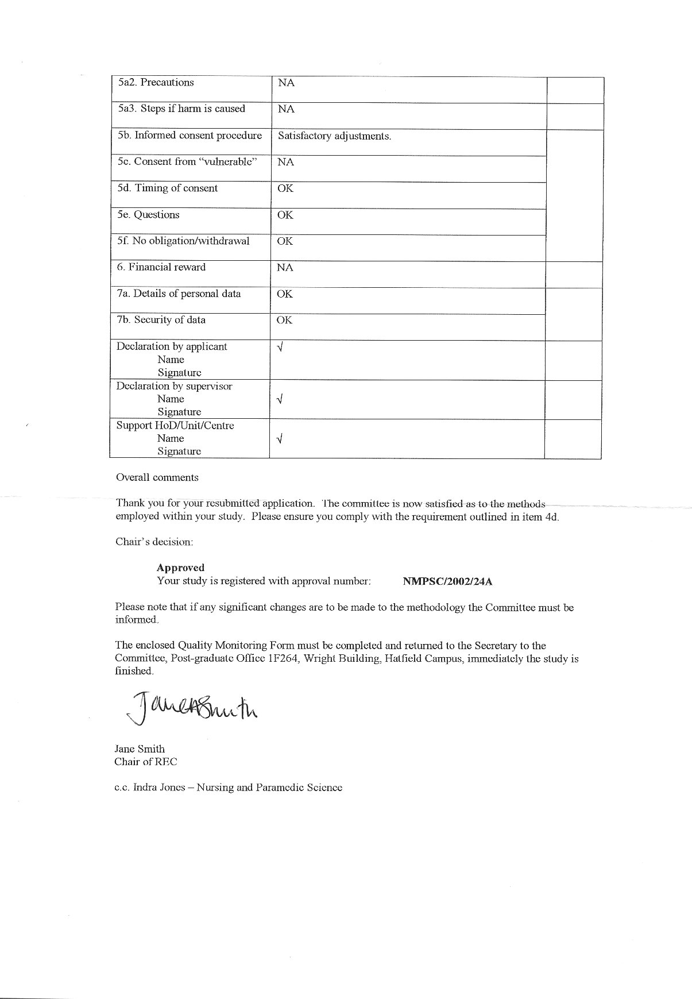 5a2. Precautions NA
5a3. Steps if harm is caused NA
5b. Informed consent procedure Satisfactory adjustments.
5c. Consent from “vulnerable” NA
5d. Timing of consent OK
5e. Questions OK
5f. No obligation/withdrawal OK
6. Financial reward NA
7a. Details of personal data OK
7b. Security of data OK
Declaration by applicant √
Name
Signature
Declaration by supervisor
Name √
Signature
Support HoD/Unit/Centre
Name √
Signature
Overall comments
Thank you for your resubmitted application. The committee is now satisfied as to the methods
employed within your study. Please ensure you comply with the requirement outlined in item 4d.
Chair’s decision:
Approved
Your study is registered with approval number: NMPSC/2002/24A
Please note that if any significant changes are to be made to the methodology the Committee must be
informed.
The enclosed Quality Monitoring Form must be completed and returned to the Secretary to the
Committee, Post-graduate Office 1F264, Wright Building, Hatfield Campus, immediately the study is
finished.
JaneASmith
Jane Smith
Chair of REC
c.c. Indra Jones – Nursing and Paramedic Science